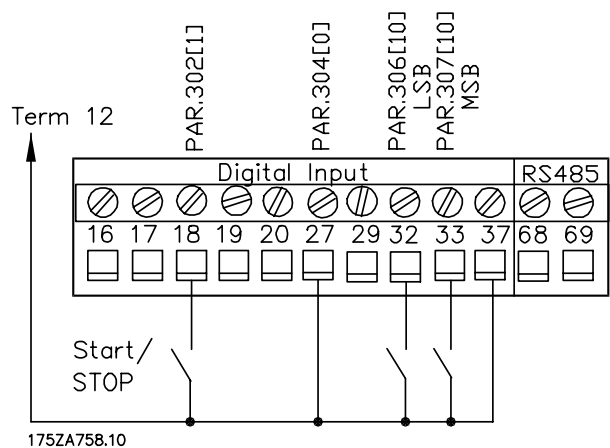 PAR.302[1]
PAR.304[0]
PAR.306[10]
LSB
PAR.307[10]
MSB
Term 12
Digital Input
RS485
16 17 18 19 20 27 29 32 33 37 68 69
Start/
STOP
175ZA758.10